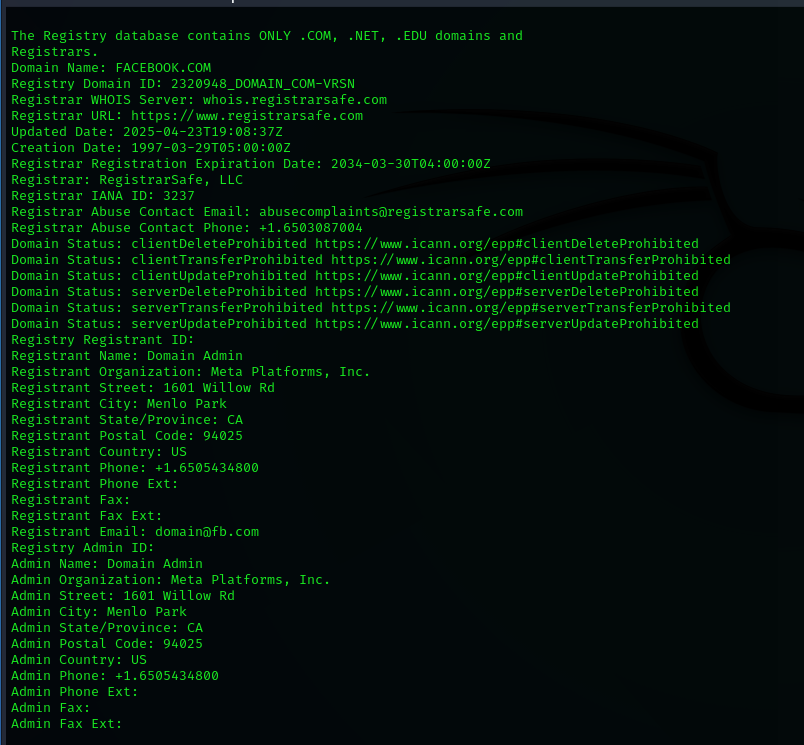 The Registry database contains ONLY .COM, .NET, .EDU domains and
Registrars.
Domain Name: FACEBOOK.COM
Registry Domain ID: 2320948_DOMAIN_COM-VRSN
Registrar WHOIS Server: whois.registrarsafe.com
Registrar URL: https://www.registrarsafe.com
Updated Date: 2025-04-23T19:08:37Z
Creation Date: 1997-03-29T05:00:00Z
Registrar Registration Expiration Date: 2034-03-30T04:00:00Z
Registrar: RegistrarSafe, LLC
Registrar IANA ID: 3237
Registrar Abuse Contact Email: abusecomplaints@registrarsafe.com
Registrar Abuse Contact Phone: +1.6503087004
Domain Status: clientDeleteProhibited https://www.icann.org/epp#clientDeleteProhibited
Domain Status: clientTransferProhibited https://www.icann.org/epp#clientTransferProhibited
Domain Status: clientUpdateProhibited https://www.icann.org/epp#clientUpdateProhibited
Domain Status: serverDeleteProhibited https://www.icann.org/epp#serverDeleteProhibited
Domain Status: serverTransferProhibited https://www.icann.org/epp#serverTransferProhibited
Domain Status: serverUpdateProhibited https://www.icann.org/epp#serverUpdateProhibited
Registry Registrant ID:
Registrant Name: Domain Admin
Registrant Organization: Meta Platforms, Inc.
Registrant Street: 1601 Willow Rd
Registrant City: Menlo Park
Registrant State/Province: CA
Registrant Postal Code: 94025
Registrant Country: US
Registrant Phone: +1.6505434800
Registrant Phone Ext:
Registrant Fax:
Registrant Fax Ext:
Registrant Email: domain@fb.com
Registry Admin ID:
Admin Name: Domain Admin
Admin Organization: Meta Platforms, Inc.
Admin Street: 1601 Willow Rd
Admin City: Menlo Park
Admin State/Province: CA
Admin Postal Code: 94025
Admin Country: US
Admin Phone: +1.6505434800
Admin Phone Ext:
Admin Fax:
Admin Fax Ext: